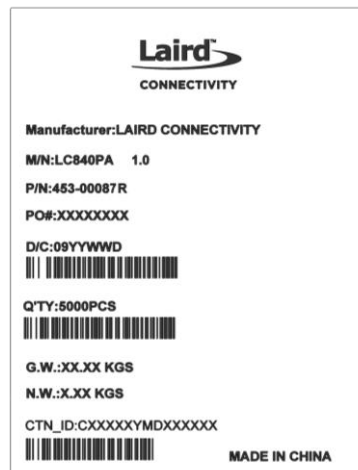 Laird™
CONNECTIVITY
Manufacturer:LAIRD CONNECTIVITY
M/N:LC840PA 1.0
P/N:453-00087R
PO#:XXXXXXXX
D/C:09YYWWD
Q'TY:5000PCS
G.W.:XX.XX KGS
N.W.:X.XX KGS
CTN_ID:CXXXXXYMDXXXXXX
MADE IN CHINA